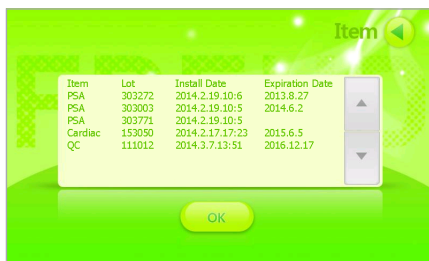 Item
Item Lot Install Date Expiration Date
PSA 303272 2014.2.19.10:6 2013.8.27
PSA 303003 2014.2.19.10:5 2014.6.2
PSA 303771 2014.2.19.10:5
Cardiac 153050 2014.2.17.17:23 2015.6.5
QC 111012 2014.3.7.13:51 2016.12.17
OK